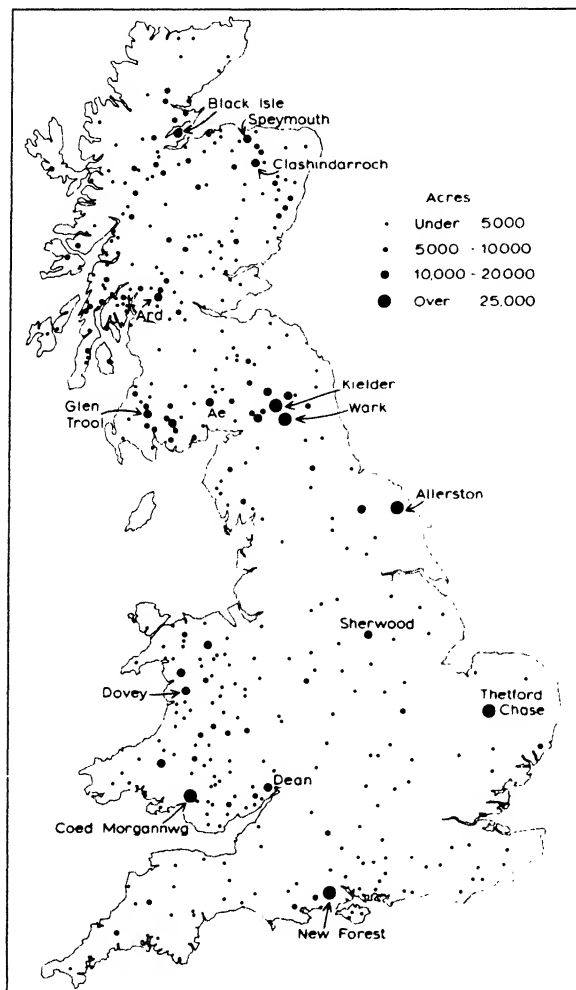 Black Isle
Speymouth
Clashindarroch
Acres
Under 5000
5000 - 10000
10,000 - 20000
Over 25,000
Ard
Kielder
Glen
Trool
Ae
Wark
Allerston
Sherwood
Dovey
Thetford
Chase
Dean
Coed Morgannwg
New Forest